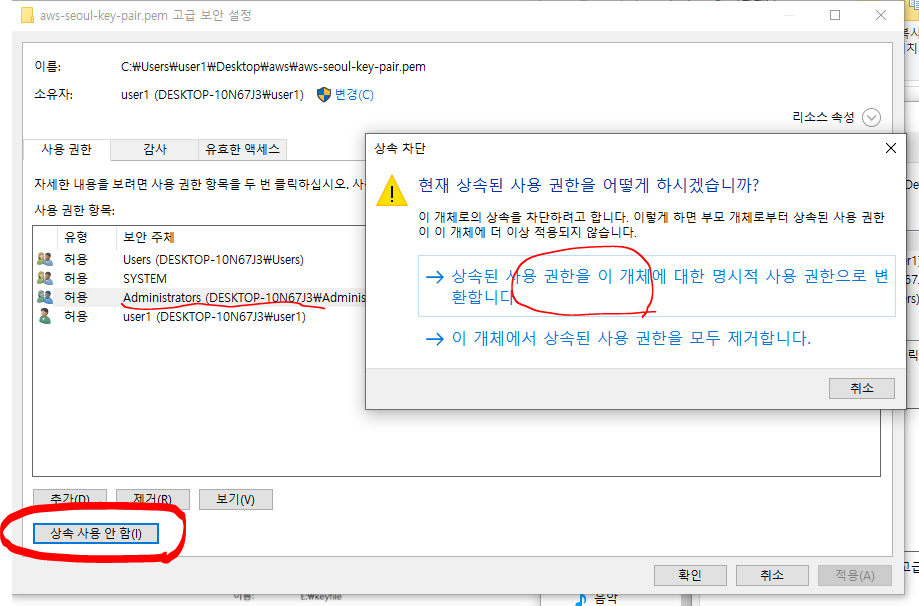 aws-seoul-key-pair.pem 고급 보안 설정
이름:
C:₩Users₩user1₩Desktop₩aws₩aws-seoul-key-pair.pem
소유자:
user1 (DESKTOP-10N67J3₩user1)
변경(C)
리소스 속성
사용 권한
감사
유효한 액세스
자세한 내용을 보려면 사용 권한 항목을 두 번 클릭하십시오. 사
사용 권한 항목:
유형
보안 주체
허용
Users (DESKTOP-10N67J3₩Users)
허용
SYSTEM
허용
Administrators (DESKTOP-10N67J3₩Adminis
허용
user1 (DESKTOP-10N67J3₩user1)
상속 차단
현재 상속된 사용 권한을 어떻게 하시겠습니까?
이 개체로의 상속을 차단하려고 합니다. 이렇게 하면 부모 개체로부터 상속된 사용 권한
이 이 개체에 더 이상 적용되지 않습니다.
상속된 사용 권한을 이 개체에 대한 명시적 사용 권한으로 변
환합니다.
이 개체에서 상속된 사용 권한을 모두 제거합니다.
취소
추가(D)
제거(R)
보기(V)
상속 사용 안 함(I)
확인
취소
적용(A)
음악